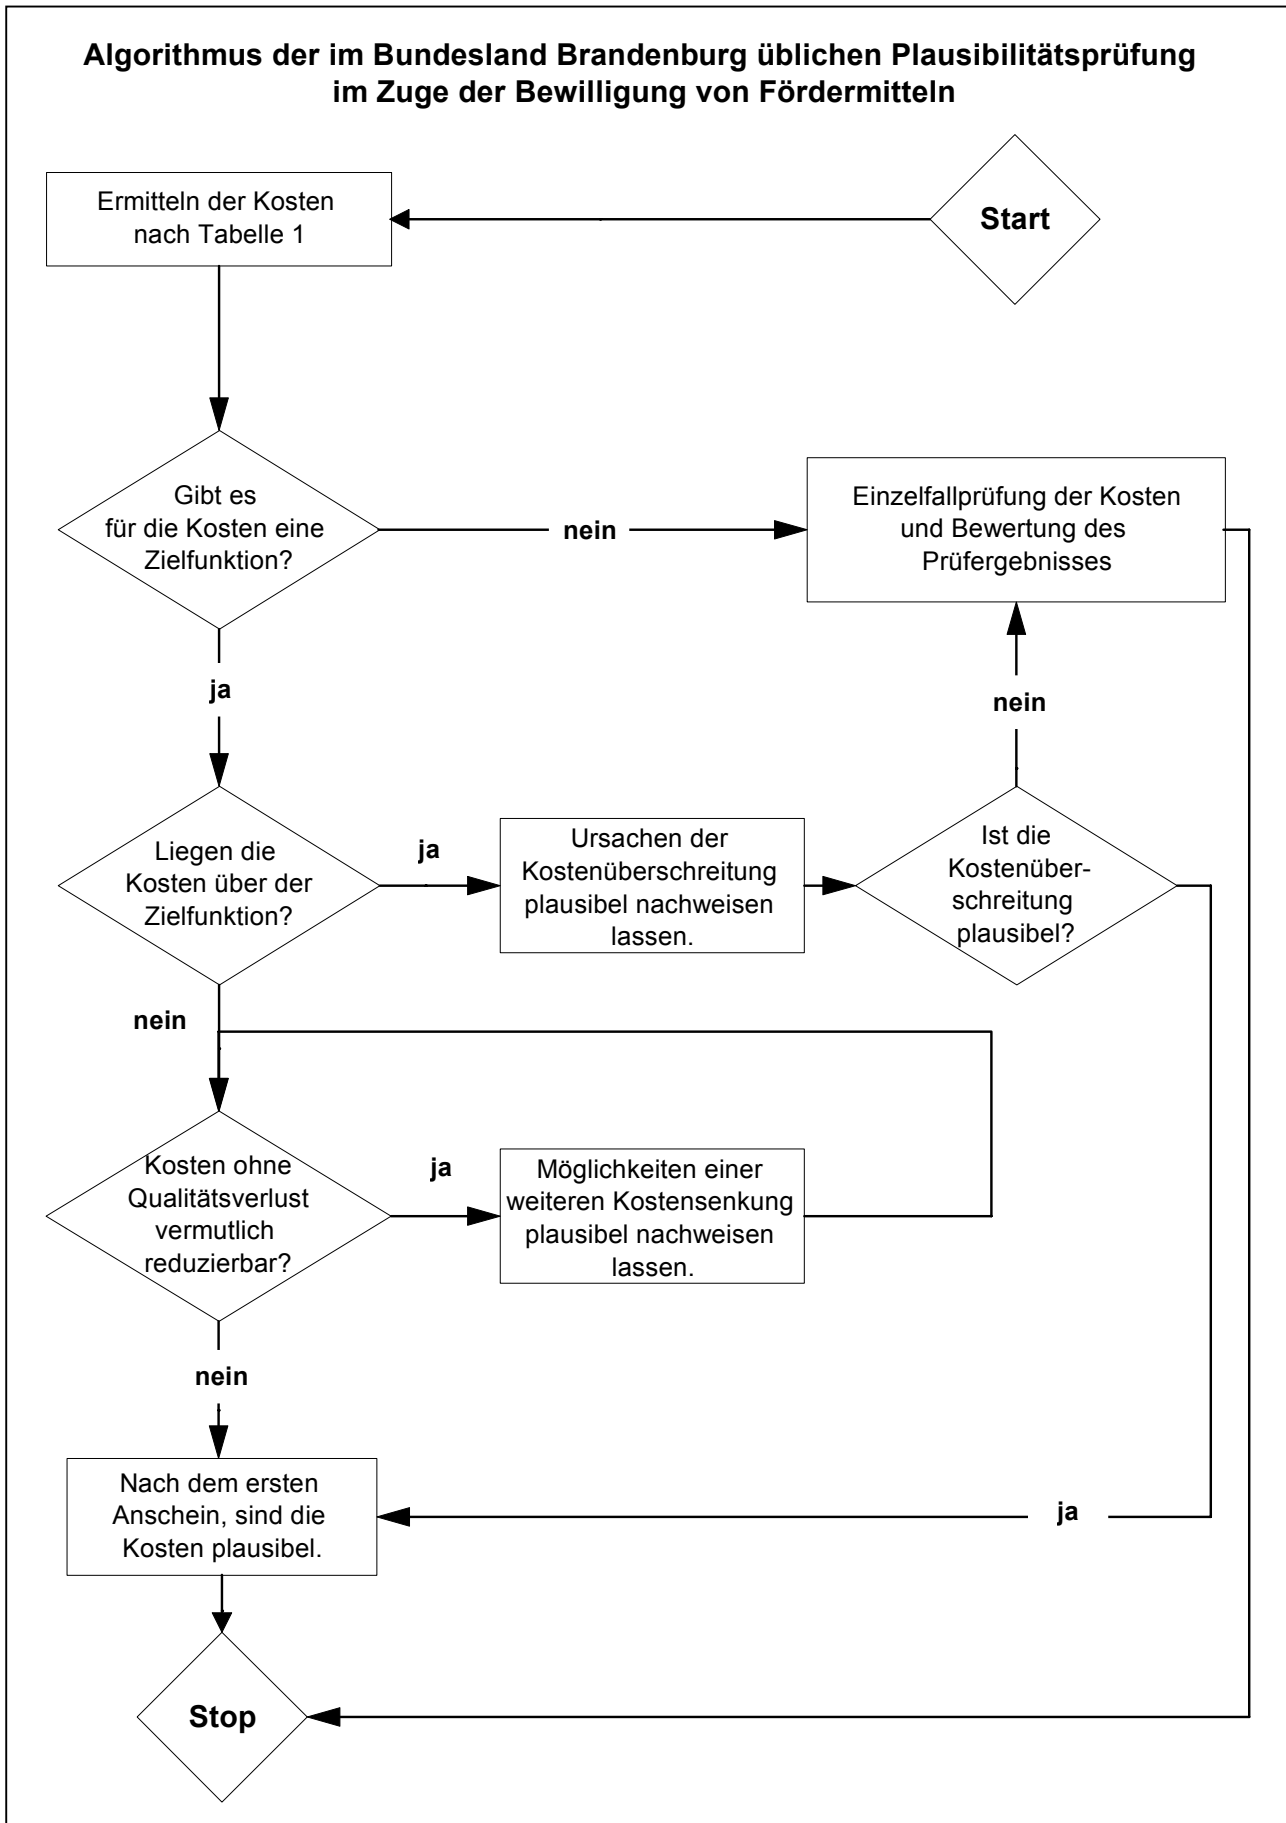 Algorithmus der im Bundesland Brandenburg üblichen Plausibilitätsprüfung
im Zuge der Bewilligung von Fördermitteln
Ermitteln der Kosten
nach Tabelle 1
Start
Gibt es
für die Kosten eine
Zielfunktion?
nein
Einzelfallprüfung der Kosten
und Bewertung des
Prüfergebnisses
ja
nein
Liegen die
Kosten über der
Zielfunktion?
ja
Ursachen der
Kostenüberschreitung
plausibel nachweisen
lassen.
Ist die
Kostenüber-
schreitung
plausibel?
nein
Kosten ohne
Qualitätsverlust
vermutlich
reduzierbar?
ja
Möglichkeiten einer
weiteren Kostensenkung
plausibel nachweisen
lassen.
nein
Nach dem ersten
Anschein, sind die
Kosten plausibel.
ja
Stop